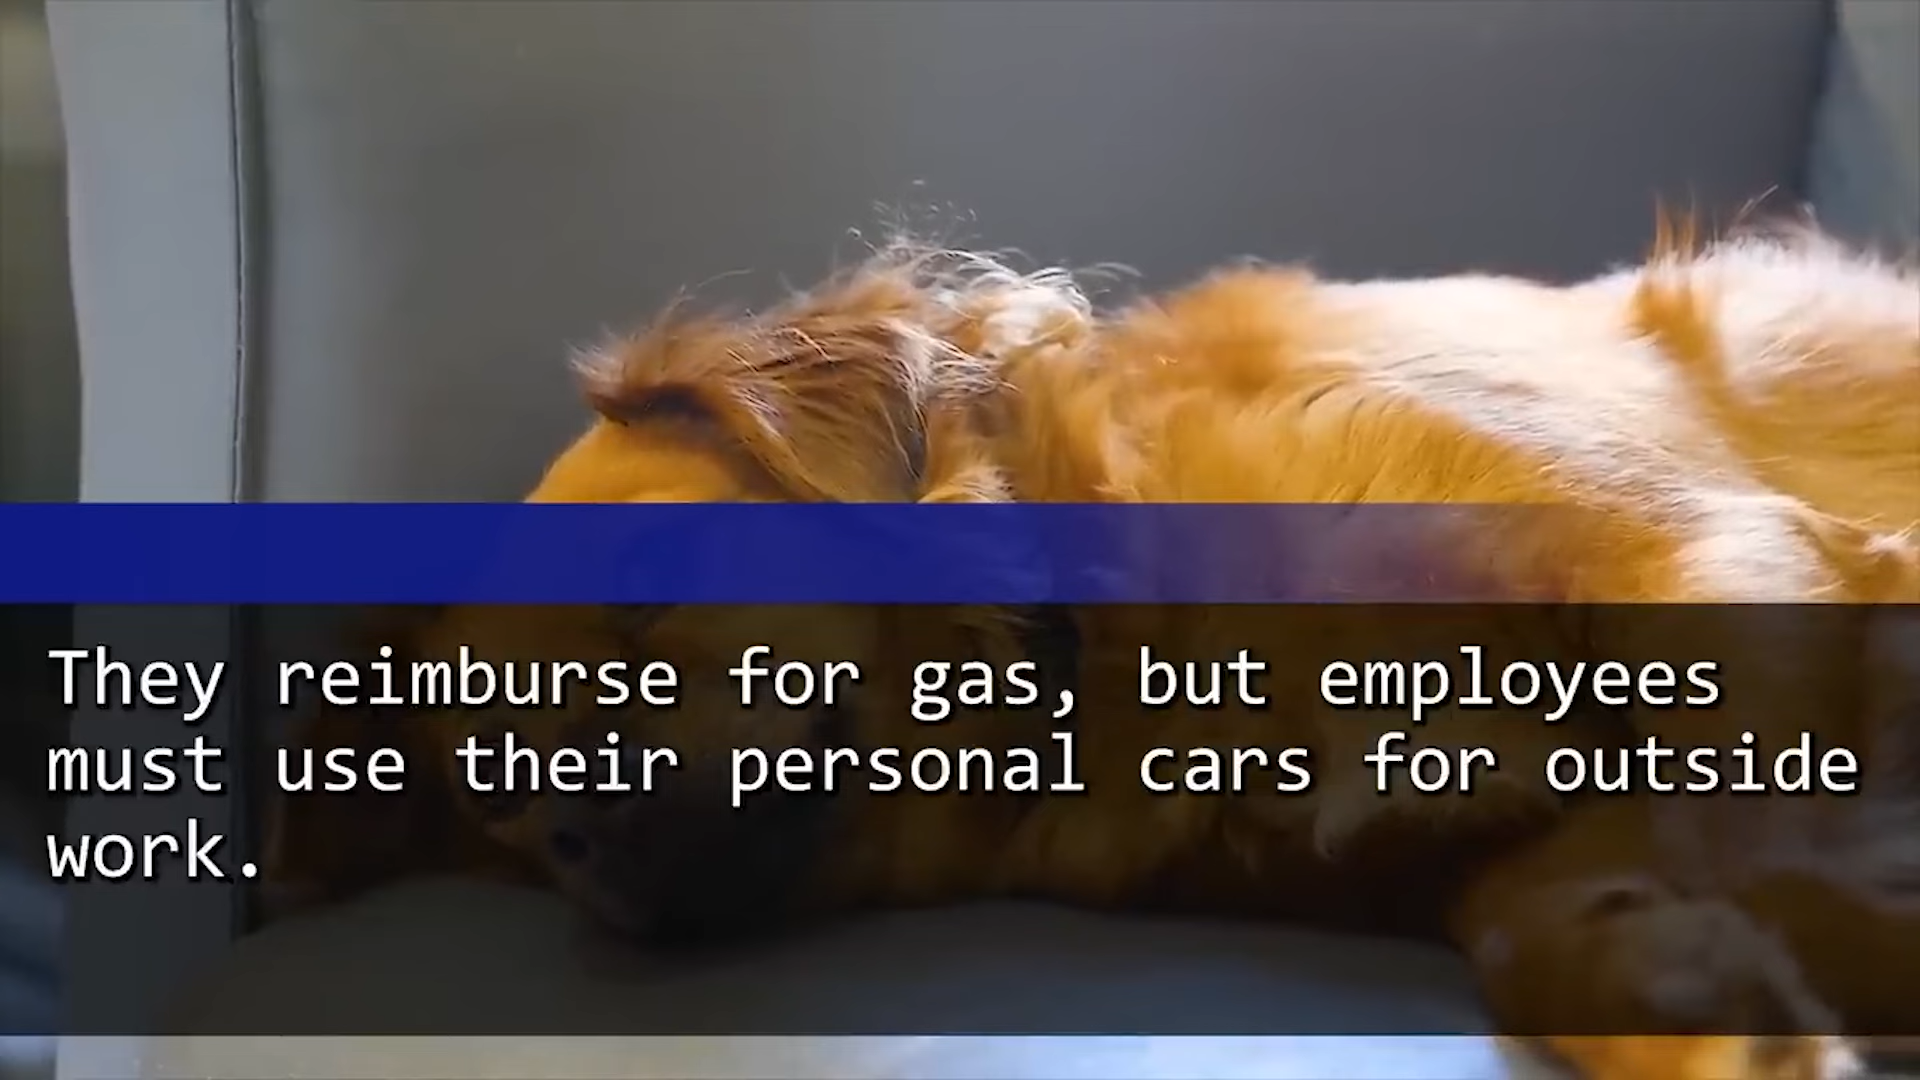 They reimburse for gas, but employees
must use their personal cars for outside
work.